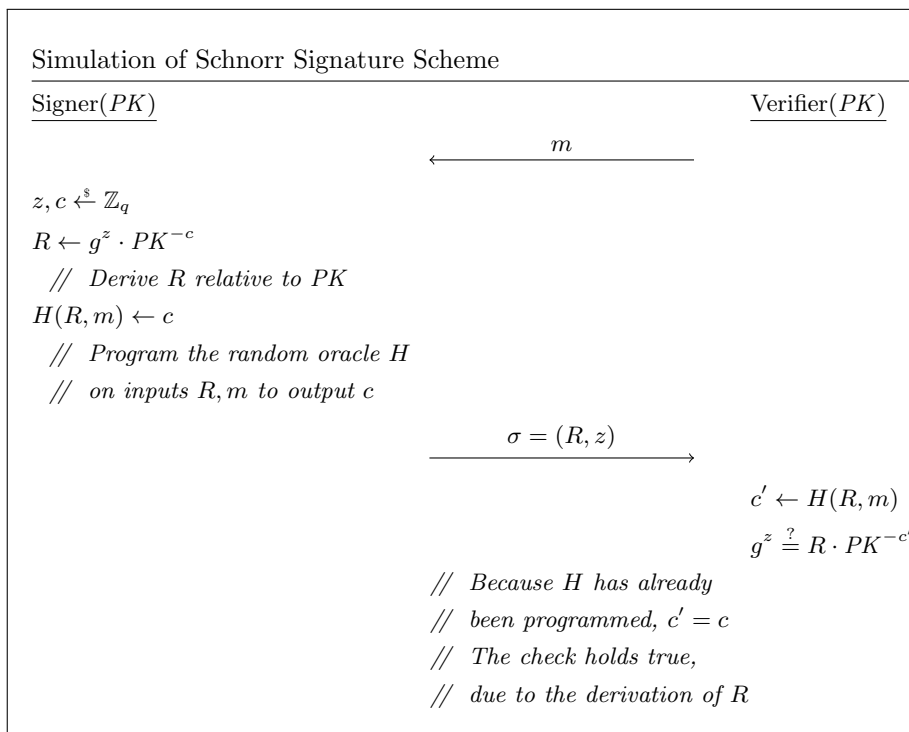 Simulation of Schnorr Signature Scheme
Signer(PK) Verifier(PK)
m
z, c ←$ ℤ_q
R ← g^z · PK^{−c}
// Derive R relative to PK
H(R, m) ← c
// Program the random oracle H
// on inputs R, m to output c
σ = (R, z)
c′ ← H(R, m)
g^z ≟ R · PK^{−c′}
// Because H has already
// been programmed, c′ = c
// The check holds true,
// due to the derivation of R